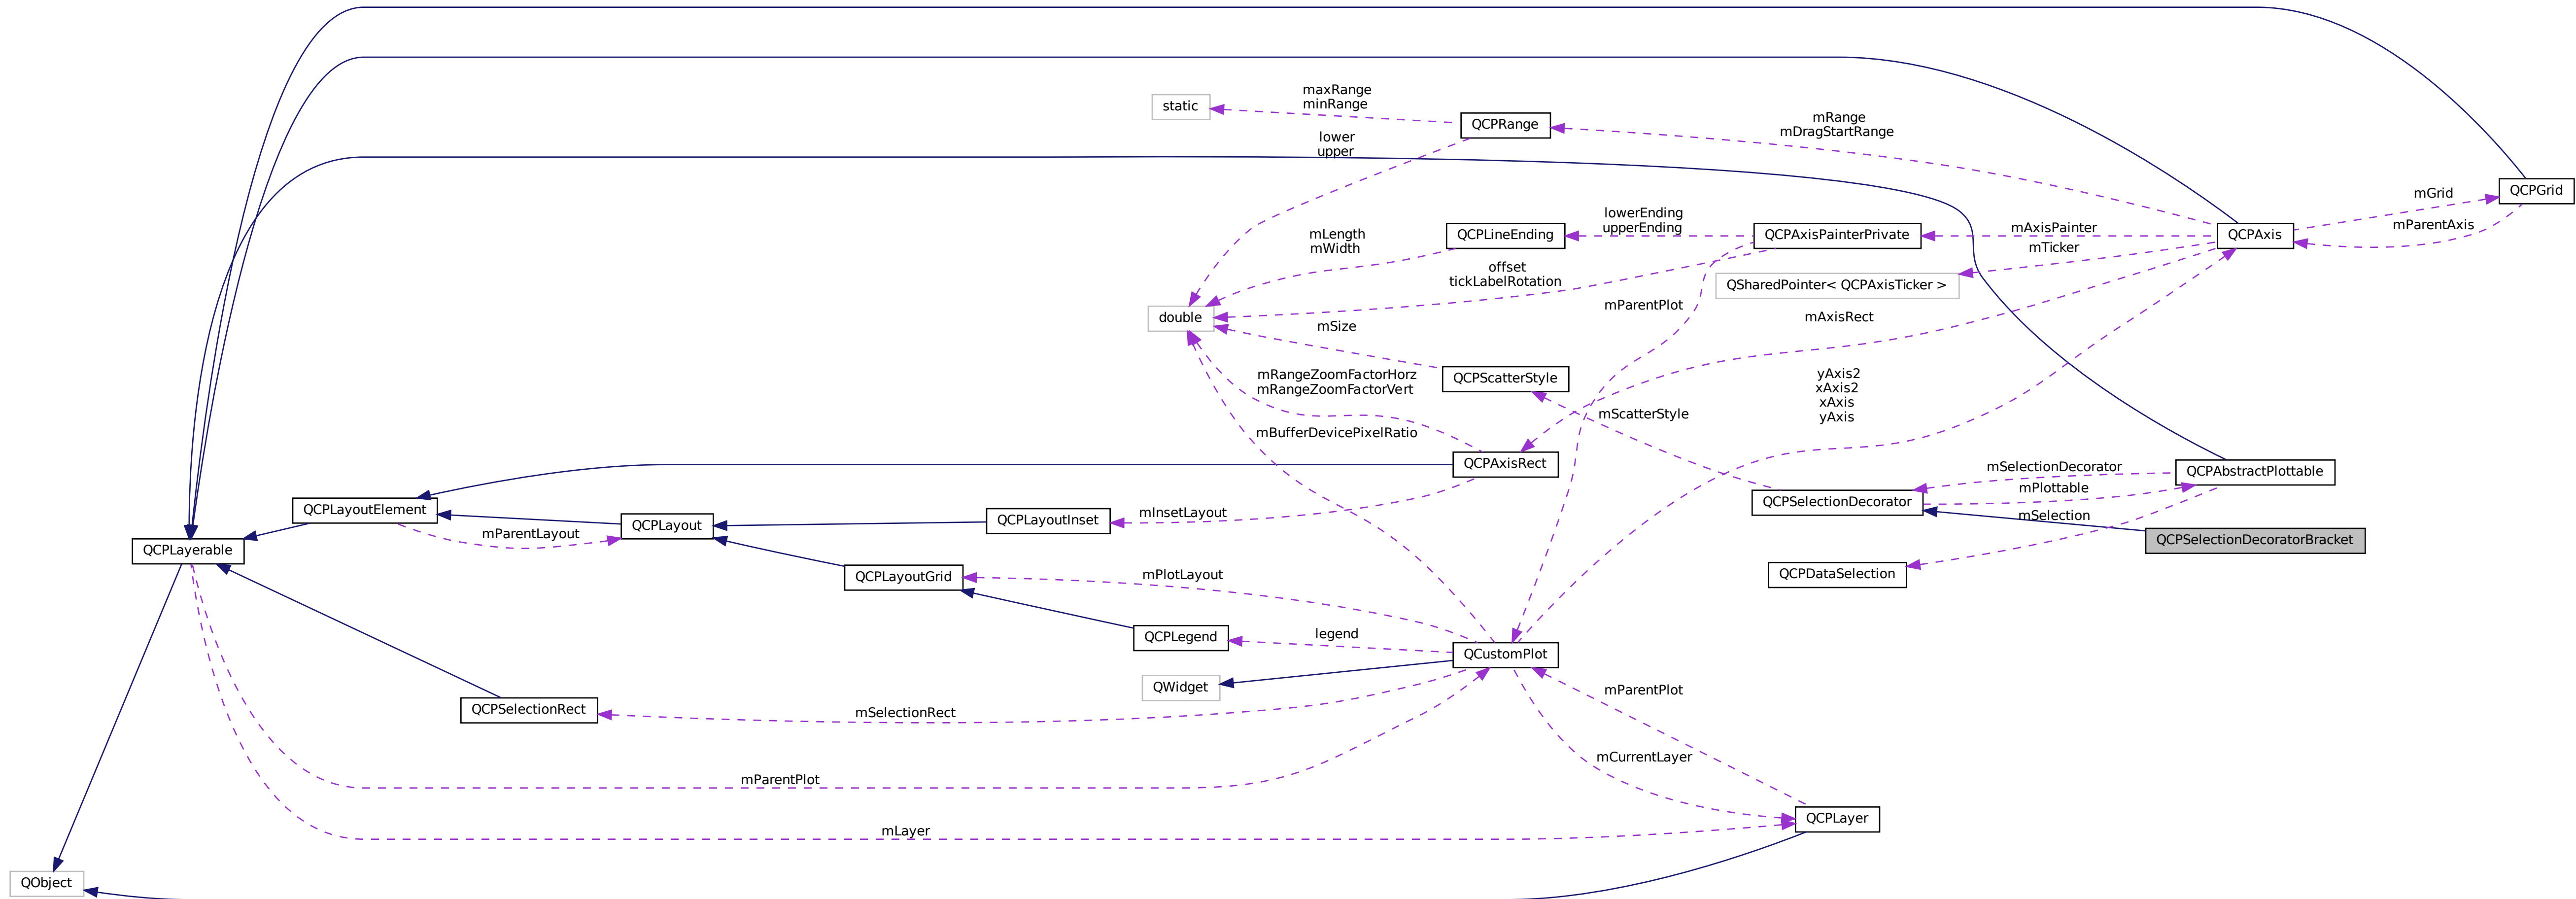 maxRange
minRange
static
QCPRange
mRange
mDragStartRange
lower
upper
mGrid
QCPGrid
mParentAxis
lowerEnding
upperEnding
mLength
mWidth
QCPLineEnding
QCPAxisPainterPrivate
mAxisPainter
mTicker
QCPAxis
offset
tickLabelRotation
QSharedPointer< QCPAxisTicker >
mParentPlot
double
mSize
mAxisRect
mRangeZoomFactorHorz
mRangeZoomFactorVert
QCPScatterStyle
yAxis2
xAxis2
xAxis
yAxis
mScatterStyle
mBufferDevicePixelRatio
QCPAxisRect
mSelectionDecorator
QCPAbstractPlottable
mPlottable
QCPSelectionDecorator
mSelection
QCPLayoutElement
mInsetLayout
QCPLayoutInset
QCPLayout
mParentLayout
QCPSelectionDecoratorBracket
QCPLayerable
QCPDataSelection
mPlotLayout
QCPLayoutGrid
legend
QCPLegend
QCustomPlot
QWidget
mParentPlot
QCPSelectionRect
mSelectionRect
mCurrentLayer
mParentPlot
QCPLayer
mLayer
QObject